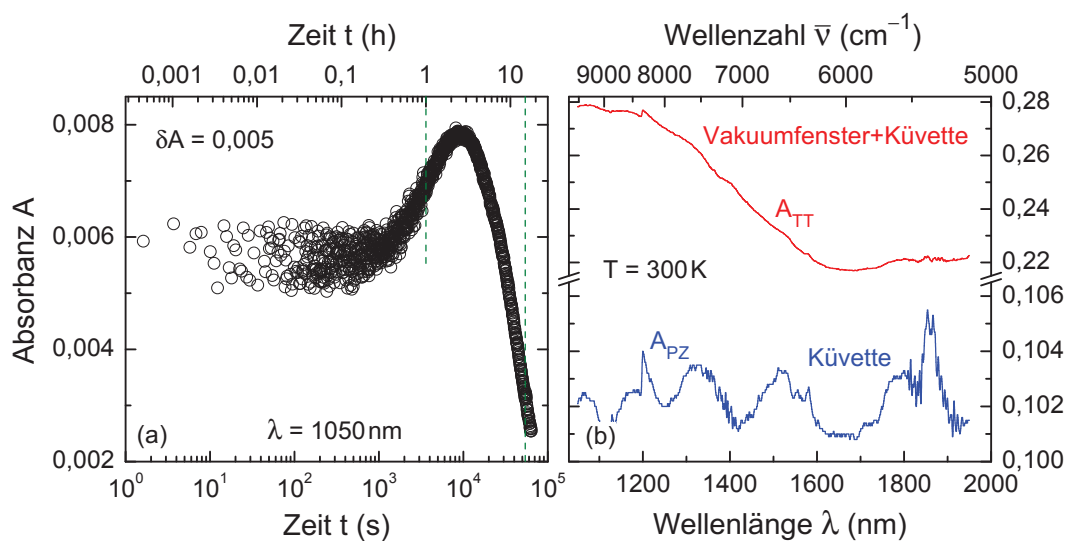 Zeit t (h)
0,001 0,01 0,1 1 10
0,008
0,006
0,004
0,002
Absorbanz A
δA = 0,005
(a)
λ = 1050 nm
10⁰ 10¹ 10² 10³ 10⁴ 10⁵
Zeit t (s)
Wellenzahl ν̅ (cm⁻¹)
9000 8000 7000 6000 5000
Vakuumfenster+Küvette
A_TT
T = 300 K
A_PZ
Küvette
(b)
0,28
0,26
0,24
0,22
0,106
0,104
0,102
0,100
1200 1400 1600 1800 2000
Wellenlänge λ (nm)